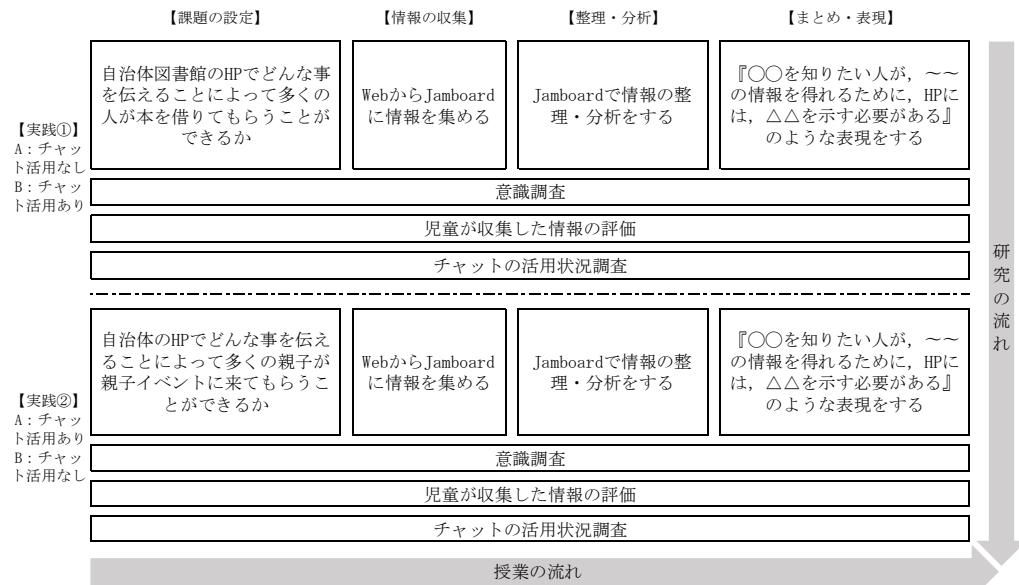 【課題の設定】
【情報の収集】
【整理・分析】
【まとめ・表現】
【実践①】
A：チャッ
ト活用なし
B：チャッ
ト活用あり
自治体図書館のHPでどんな事
を伝えることによって多くの
人が本を借りてもらうことが
できるか
WebからJamboard
に情報を集める
Jamboardで情報の整
理・分析をする
『〇〇を知りたい人が，～～
の情報を得れるために，HPに
は，△△を示す必要がある』
のような表現をする
意識調査
児童が収集した情報の評価
チャットの活用状況調査
【実践②】
A：チャッ
ト活用あり
B：チャッ
ト活用なし
自治体のHPでどんな事を伝え
ることによって多くの親子が
親子イベントに来てもらうこ
とができるか
WebからJamboard
に情報を集める
Jamboardで情報の整
理・分析をする
『〇〇を知りたい人が，～～
の情報を得れるために，HPに
は，△△を示す必要がある』
のような表現をする
意識調査
児童が収集した情報の評価
チャットの活用状況調査
研究の流れ
授業の流れ